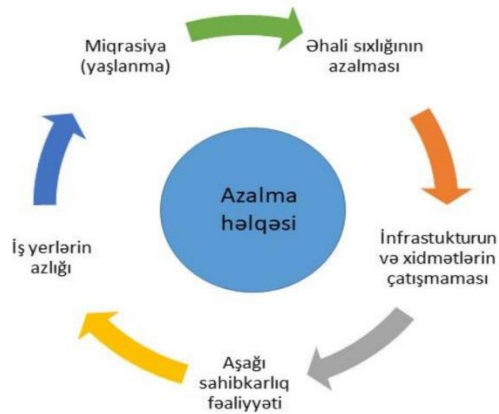 Miqrasiya
(yaşlanma)
Əhali sıxlığının
azalması
İnfrastukturun
və xidmətlərin
çatışmaması
Aşağı
sahibkarlıq
fəaliyyəti
İş yerlərin
azlığı
Azalma
həlqəsi